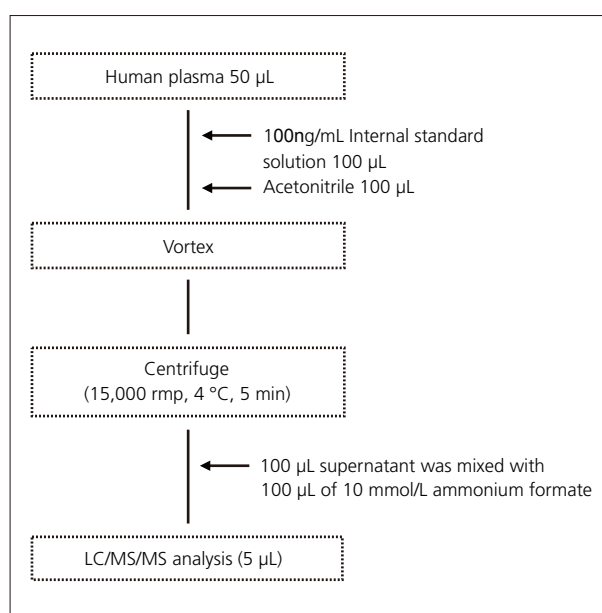 Human plasma 50 µL
100ng/mL Internal standard
solution 100 µL
Acetonitrile 100 µL
Vortex
Centrifuge
(15,000 rmp, 4 °C, 5 min)
100 µL supernatant was mixed with
100 µL of 10 mmol/L ammonium formate
LC/MS/MS analysis (5 µL)